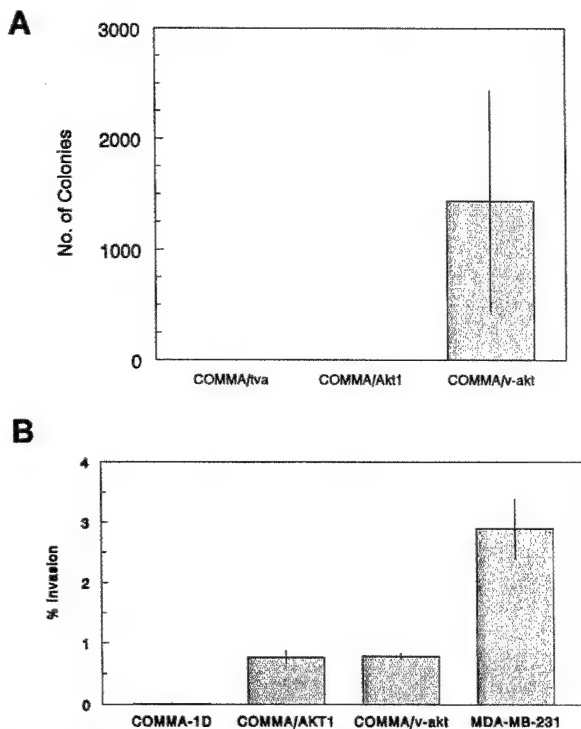 A
3000
2000
1000
0
No. of Colonies
COMMA/tva
COMMA/Akt1
COMMA/v-akt
B
4
3
2
1
0
% Invasion
COMMA-1D
COMMA/AKT1
COMMA/v-akt
MDA-MB-231